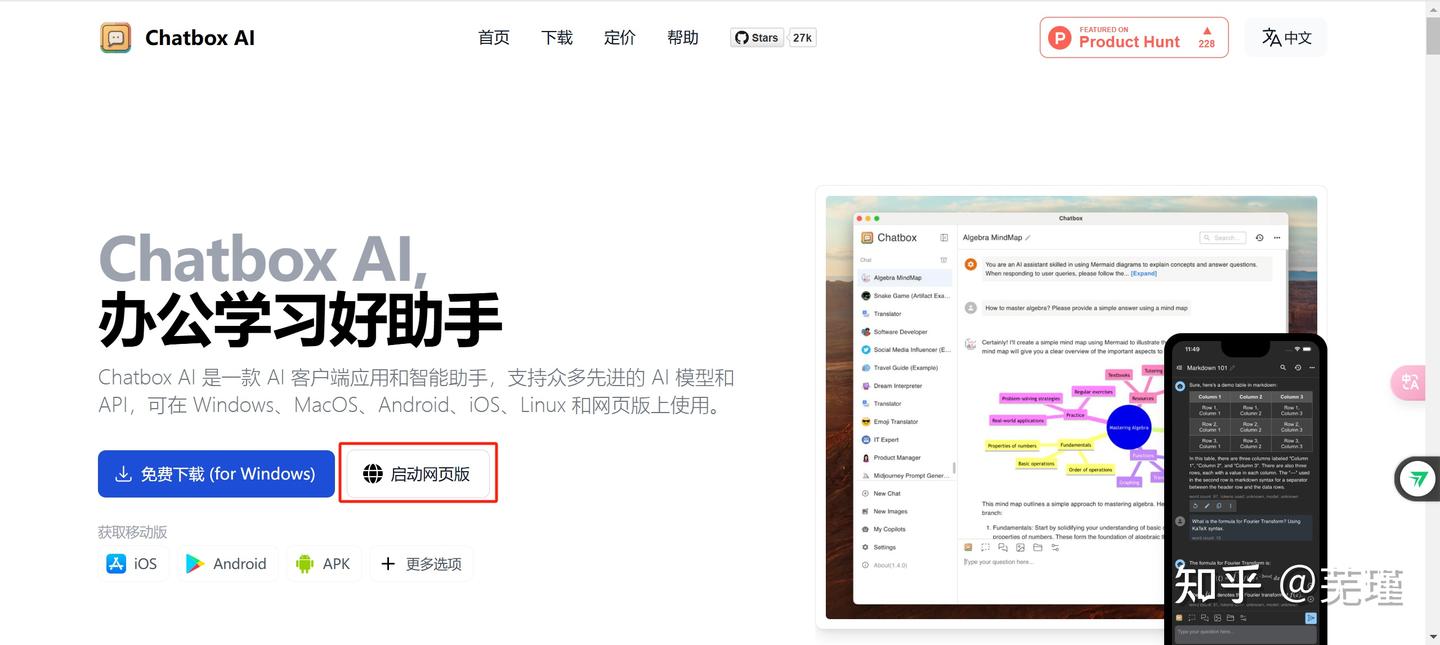 Chatbox AI
首页
下载
定价
帮助
Stars
27k
FEATURED ON
Product Hunt
228
中文
Chatbox AI,
办公学习好助手
Chatbox AI 是一款 AI 客户端应用和智能助手，支持众多先进的 AI 模型和
API，可在 Windows、MacOS、Android、iOS、Linux 和网页版上使用。
免费下载 (for Windows)
启动网页版
获取移动版
iOS
Android
APK
更多选项
Chatbox
Chatbox
Chat
Algebra MindMap
Snake Game (Artifact Exa...
Translator
Software Developer
Social Media Influencer (E...
Travel Guide (Example)
Dream Interpreter
Translator
Emoji Translator
IT Expert
Product Manager
Midjourney Prompt Gener...
New Chat
New Images
My Copilots
Settings
About(1.4.0)
Algebra MindMap
Search...
You are an AI assistant skilled in using Mermaid diagrams to explain concepts and answer questions.
When responding to user queries, please follow the... [Expand]
How to master algebra? Please provide a simple answer using a mind map
Certainly! I'll create a simple mind map using Mermaid to illustrate th
mind map will give you a clear overview of the important aspects to
Textbooks
Tutoring
Regular exercises
Problem-solving strategies
Resources
Practice
Real-world applications
Mastering Algebra
Properties of numbers
Fundamentals
Functions
Basic operations
Order of operations
Graphing
This mind map outlines a simple approach to mastering algebra. He
branch:
1. Fundamentals: Start by solidifying your understanding of basic
properties of numbers. These form the foundation of algebraic th
Type your question here...
11:49
Markdown 101
Sure, here's a demo table in markdown:
Column 1 Column 2 Column 3
Row 1, Column 1 Row 1, Column 2 Row 1, Column 3
Row 2, Column 1 Row 2, Column 2 Row 2, Column 3
Row 3, Column 1 Row 3, Column 2 Row 3, Column 3
In this table, there are three columns labeled "Column
1", "Column 2", and "Column 3". There are also three
rows, each with a value in each column. The "---" used
in the second row is markdown syntax for a separator
between the header row and the data rows.
What is the formula for Fourier Transform? Using
KaTeX syntax.
word count: 10
The formula for Fourier Transform is:
denotes the Fourier transform
Type your question here...
知乎 @芜瑾